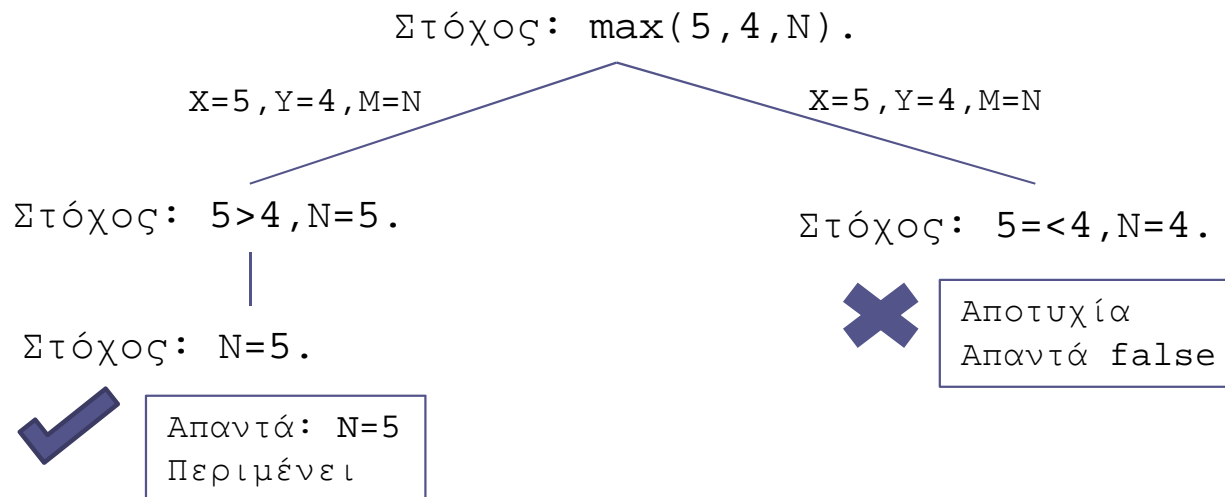 Στόχος: max(5,4,N).
X=5,Y=4,M=N
X=5,Y=4,M=N
Στόχος: 5>4,N=5.
Στόχος: 5=<4,N=4.
Στόχος: N=5.
Αποτυχία
Απαντά false
Απαντά: N=5
Περιμένει